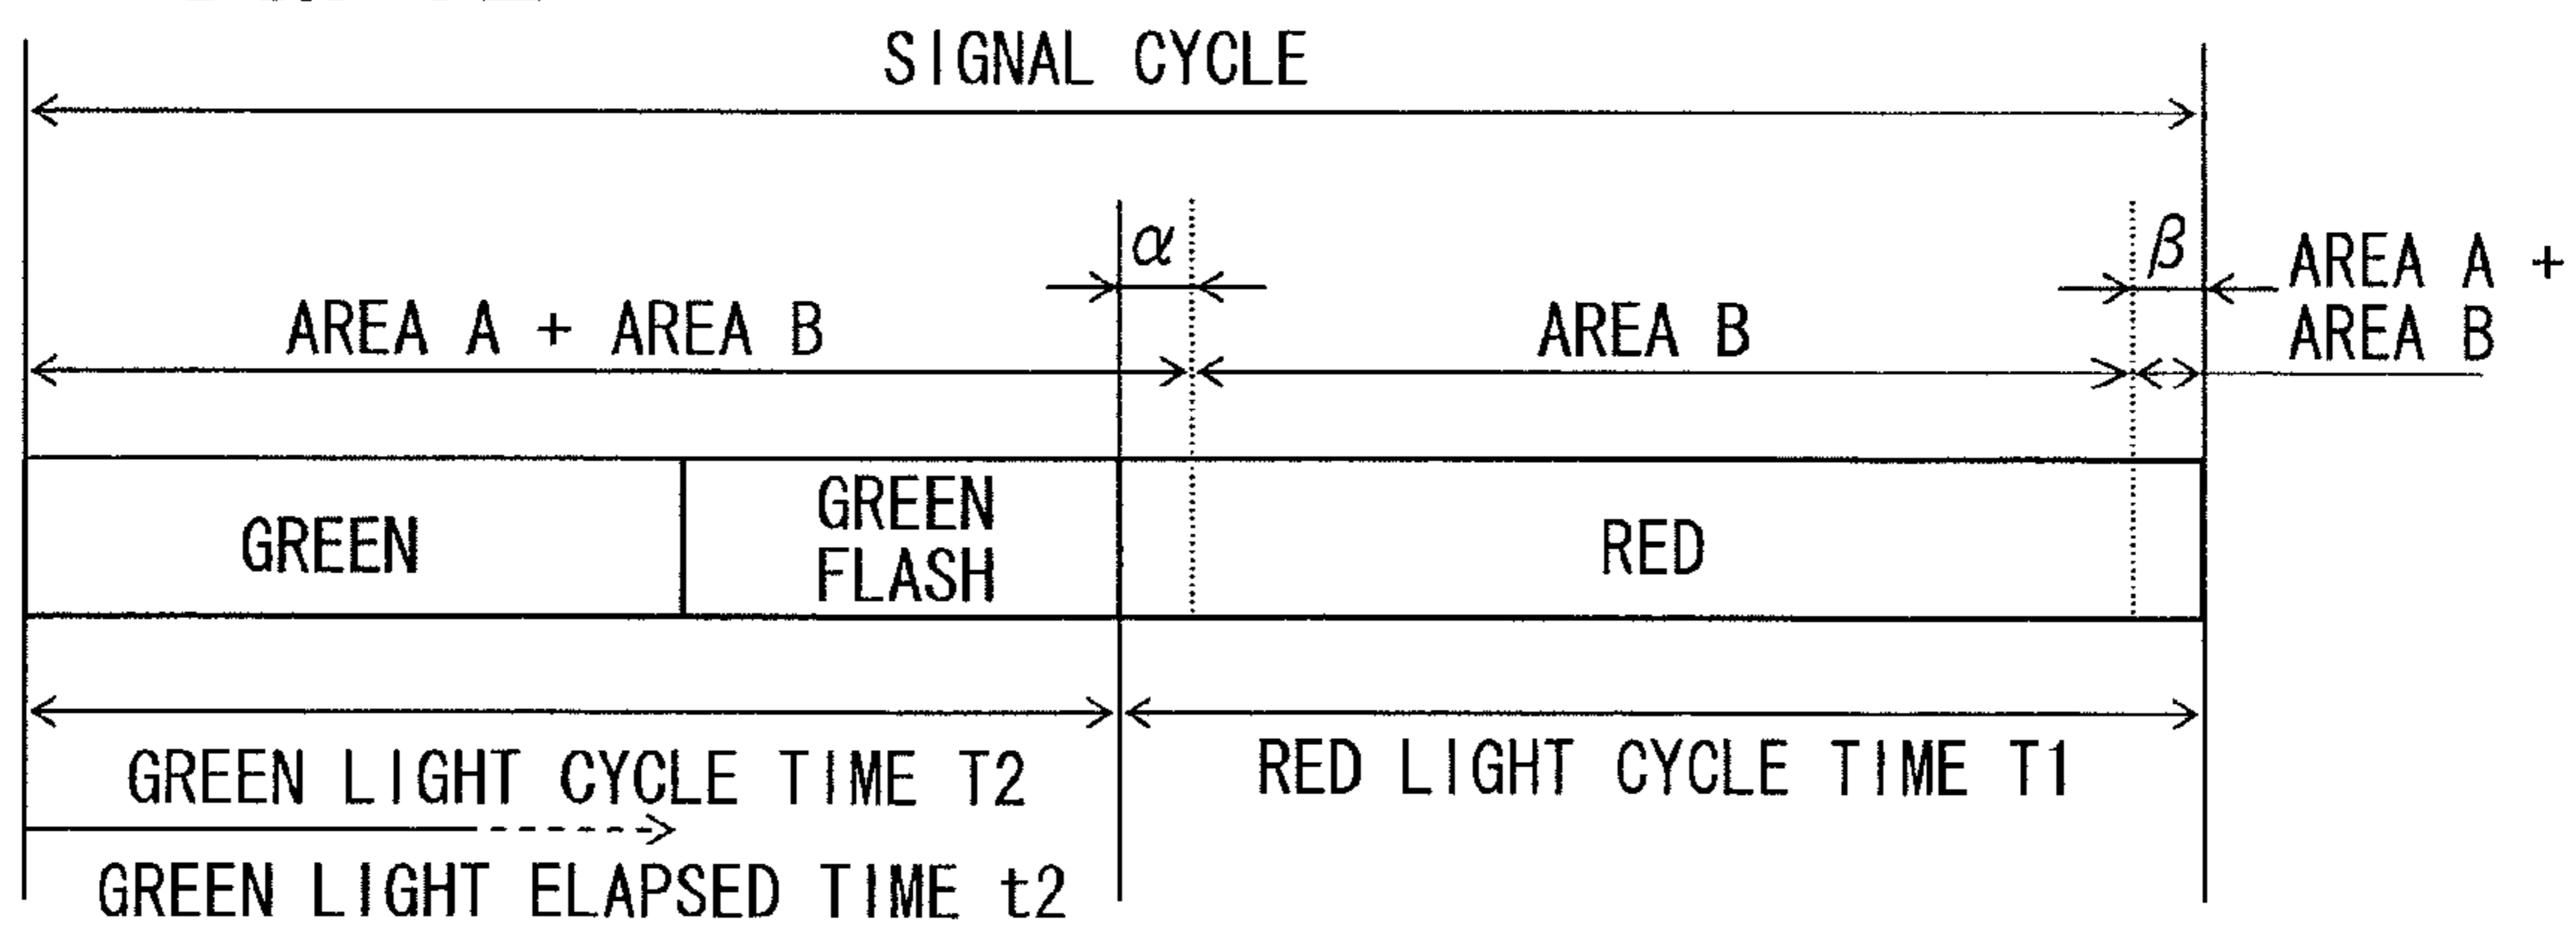 SIGNAL CYCLE
α
β
AREA A +
AREA B
AREA A + AREA B
AREA B
GREEN
GREEN
FLASH
RED
GREEN LIGHT CYCLE TIME T2
RED LIGHT CYCLE TIME T1
GREEN LIGHT ELAPSED TIME t2